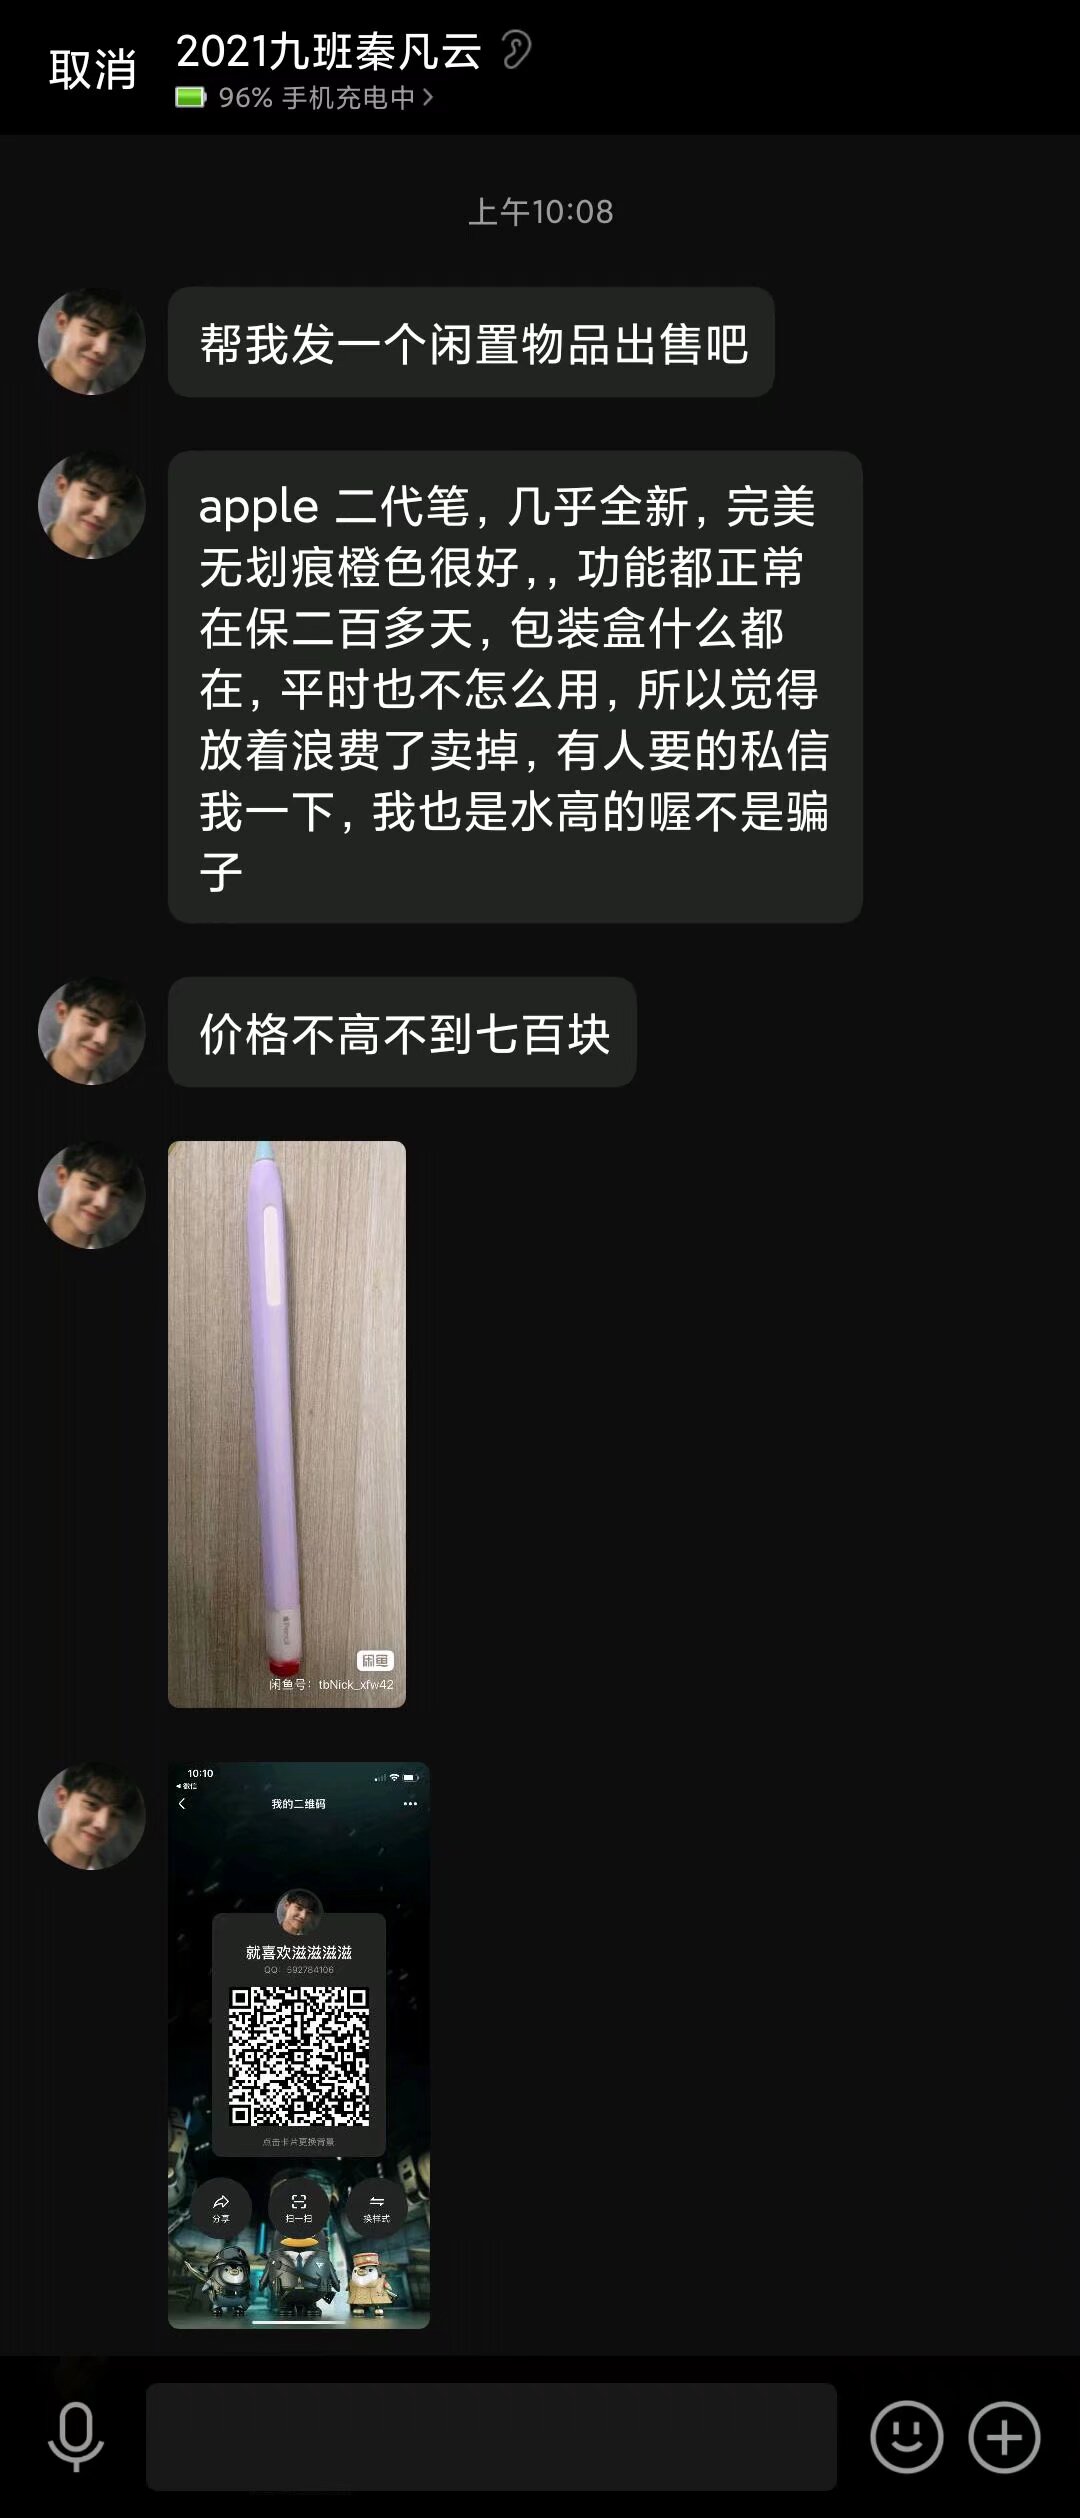 取消
2021九班秦凡云
96% 手机充电中
上午10:08
帮我发一个闲置物品出售吧
apple 二代笔，几乎全新，完美
无划痕橙色很好，，功能都正常
在保二百多天，包装盒什么都
在，平时也不怎么用，所以觉得
放着浪费了卖掉，有人要的私信
我一下，我也是水高的喔不是骗
子
价格不高不到七百块
Pencil
闲鱼
闲鱼号：tbNick_xfw42
10:10
微信
我的二维码
就喜欢滋滋滋滋
QQ：592784106
点击卡片更换背景
分享
扫一扫
换样式